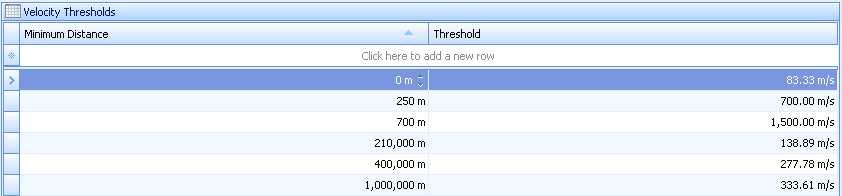 Velocity Thresholds
Minimum Distance Threshold
Click here to add a new row
0 m 83.33 m/s
250 m 700.00 m/s
700 m 1,500.00 m/s
210,000 m 138.89 m/s
400,000 m 277.78 m/s
1,000,000 m 333.61 m/s